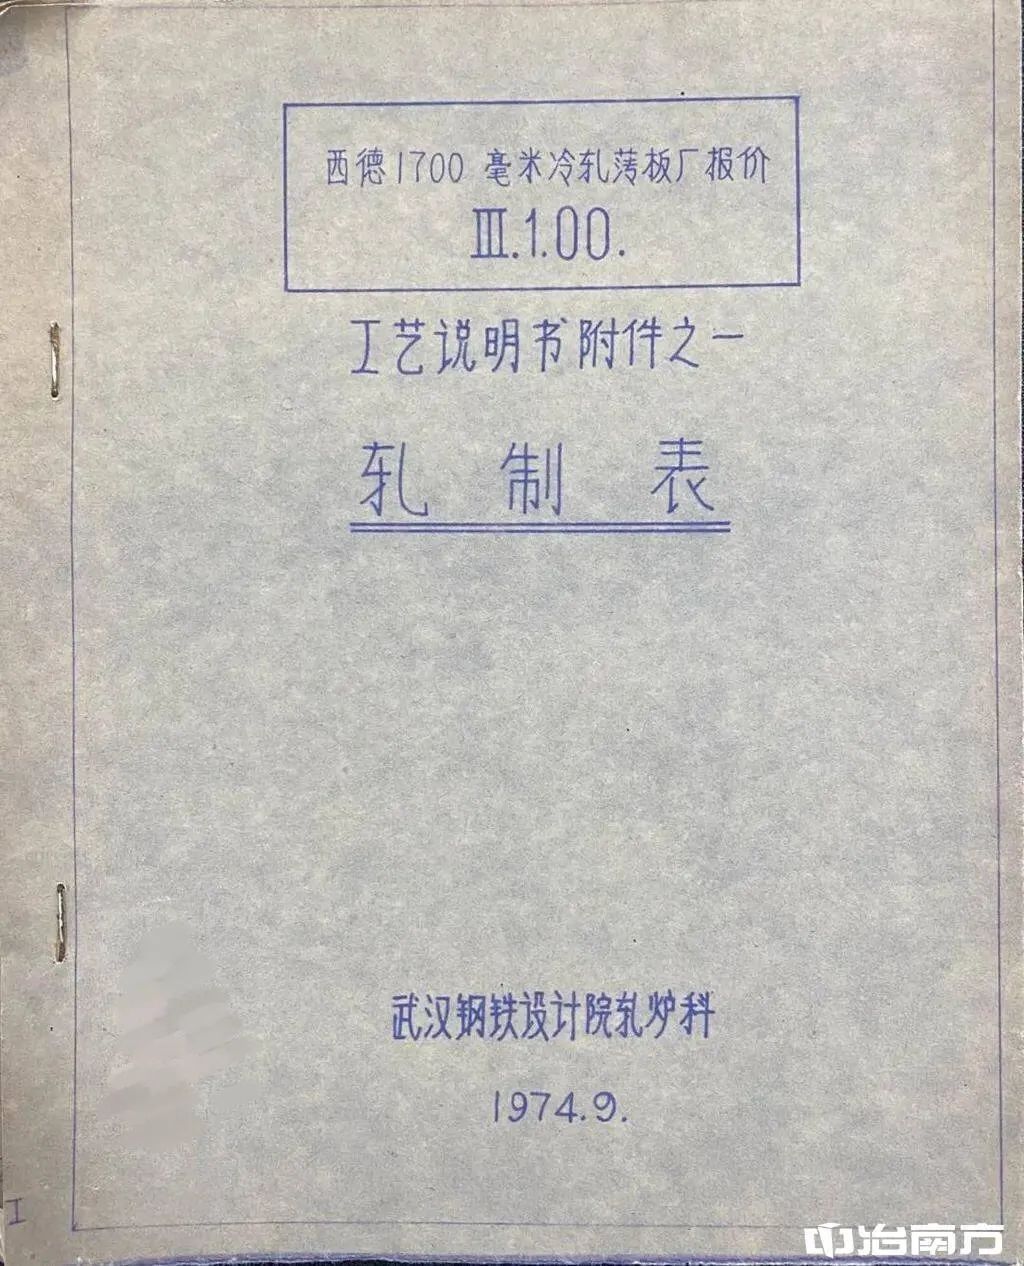 西德1700 毫米冷轧薄板厂报价
Ⅲ.1.00.
工艺说明书附件之一
轧 制 表
武汉钢铁设计院轧炉科
1974.9.
I
中冶南方